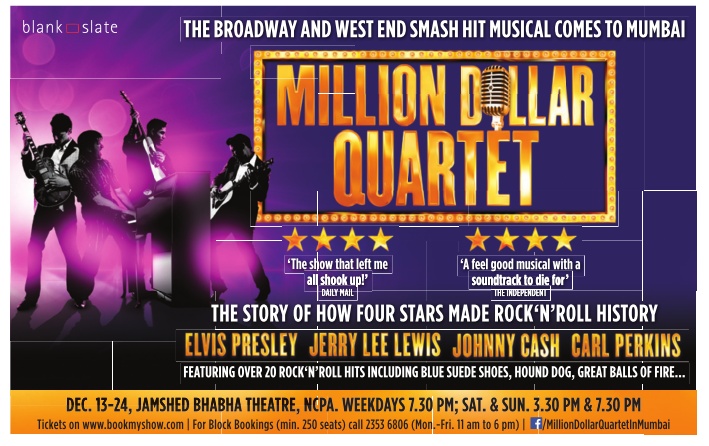 blank slate
THE BROADWAY AND WEST END SMASH HIT MUSICAL COMES TO MUMBAI
MILLION DOLLAR
QUARTET
'The show that left me
all shook up!'
DAILY MAIL
'A feel good musical with a
soundtrack to die for'
THE INDEPENDENT
THE STORY OF HOW FOUR STARS MADE ROCK'N'ROLL HISTORY
ELVIS PRESLEY JERRY LEE LEWIS JOHNNY CASH CARL PERKINS
FEATURING OVER 20 ROCK'N'ROLL HITS INCLUDING BLUE SUEDE SHOES, HOUND DOG, GREAT BALLS OF FIRE...
DEC. 13-24, JAMSHED BHABHA THEATRE, NCPA. WEEKDAYS 7.30 PM; SAT. & SUN. 3.30 PM & 7.30 PM
Tickets on www.bookmyshow.com | For Block Bookings (min. 250 seats) call 2353 6806 (Mon.-Fri. 11 am to 6 pm) | f/MillionDollarQuartetInMumbai